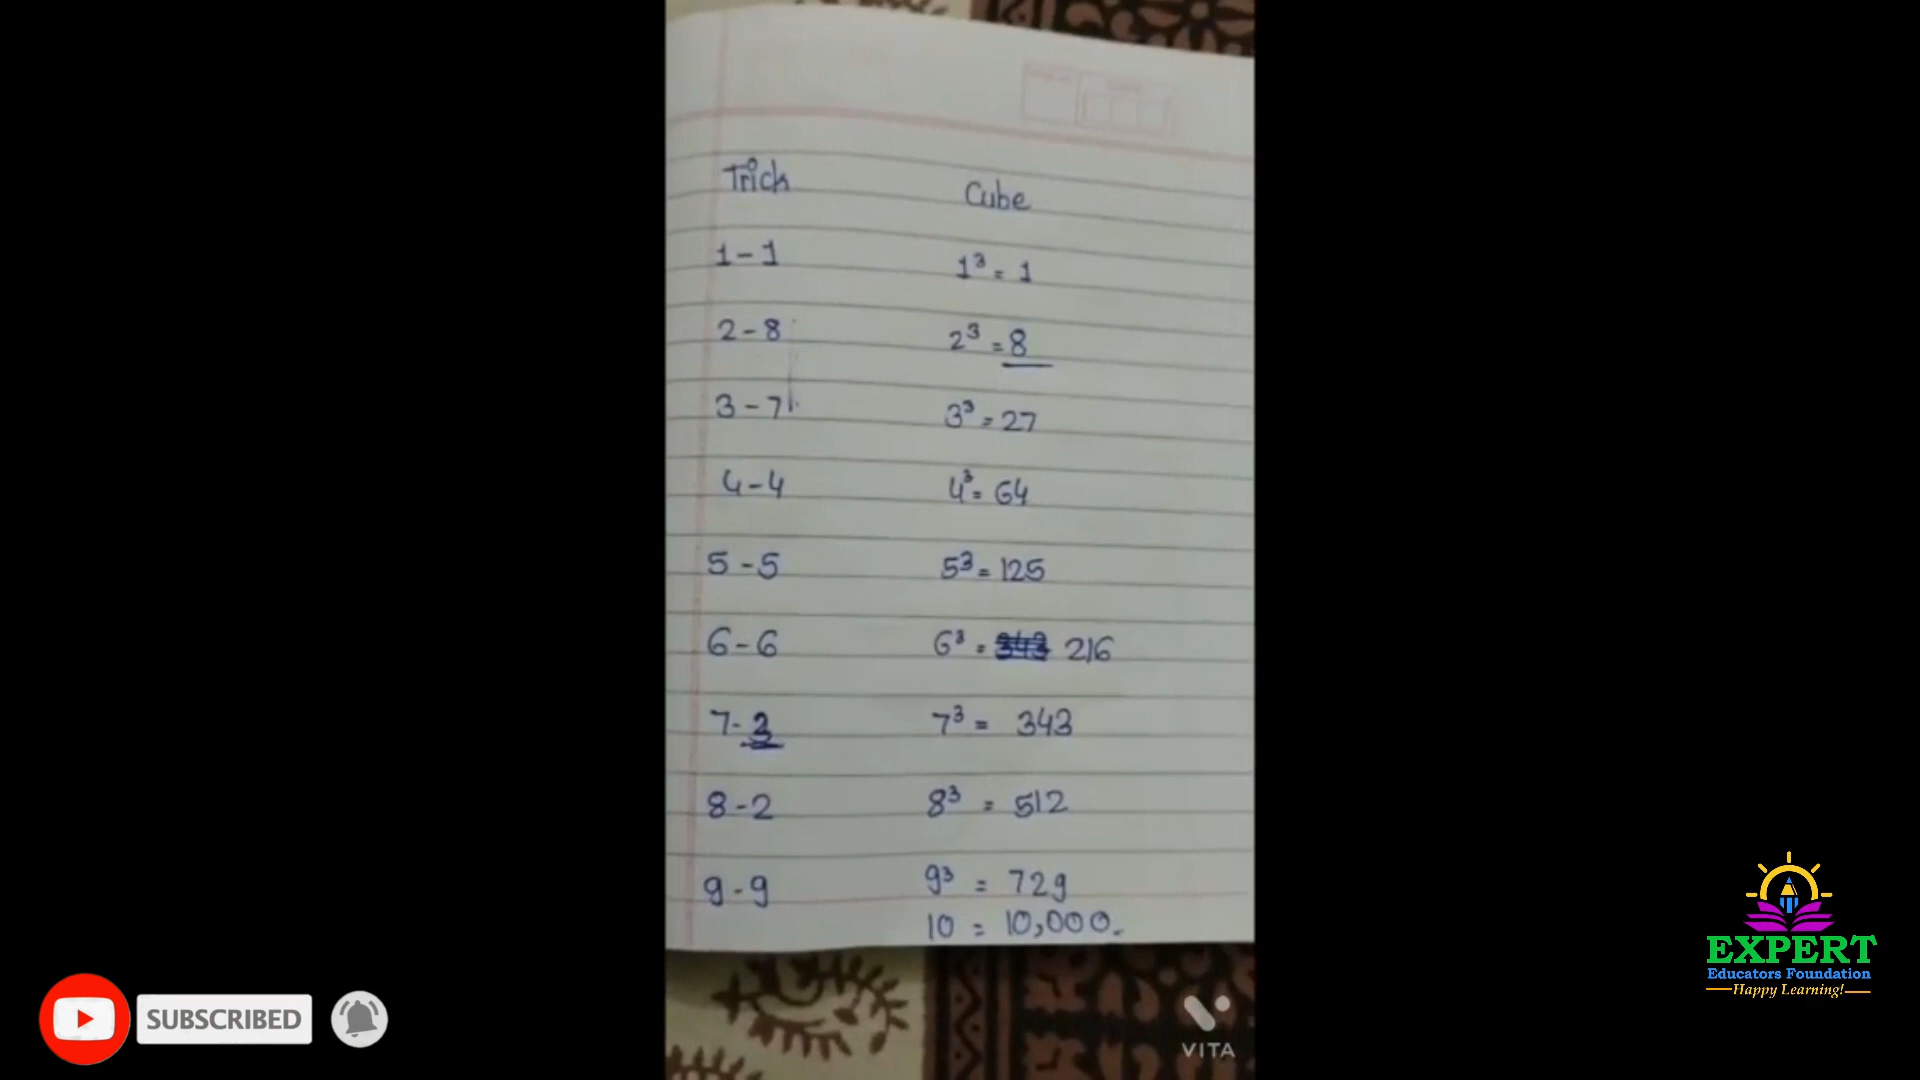 Trick Cube
1-1 1³ = 1
2-8 2³ = 8
3-7 3³ = 27
4-4 4³ = 64
5-5 5³ = 125
6-6 6³ = 343 216
7-3 7³ = 343
8-2 8³ = 512
9-9 9³ = 729
10 = 10,000.
SUBSCRIBED
VITA
EXPERT
Educators Foundation
Happy Learning!